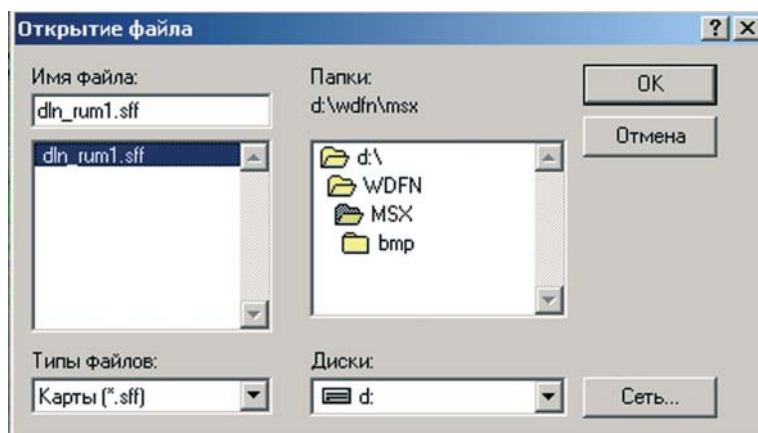 Открытие файла
Имя файла:
dln_rum1.sff
dln_rum1.sff
Типы файлов:
Карты (*.sff)
Папки:
d:\wdfn\msx
d:\
WDFN
MSX
bmp
Диски:
d:
OK
Отмена
Сеть...